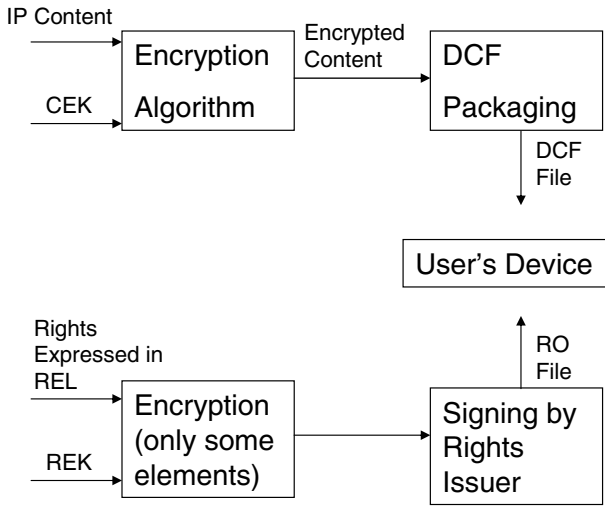 IP Content
CEK
Encryption
Algorithm
Encrypted
Content
DCF
Packaging
DCF
File
User's Device
Rights
Expressed in
REL
REK
Encryption
(only some
elements)
Signing by
Rights
Issuer
RO
File